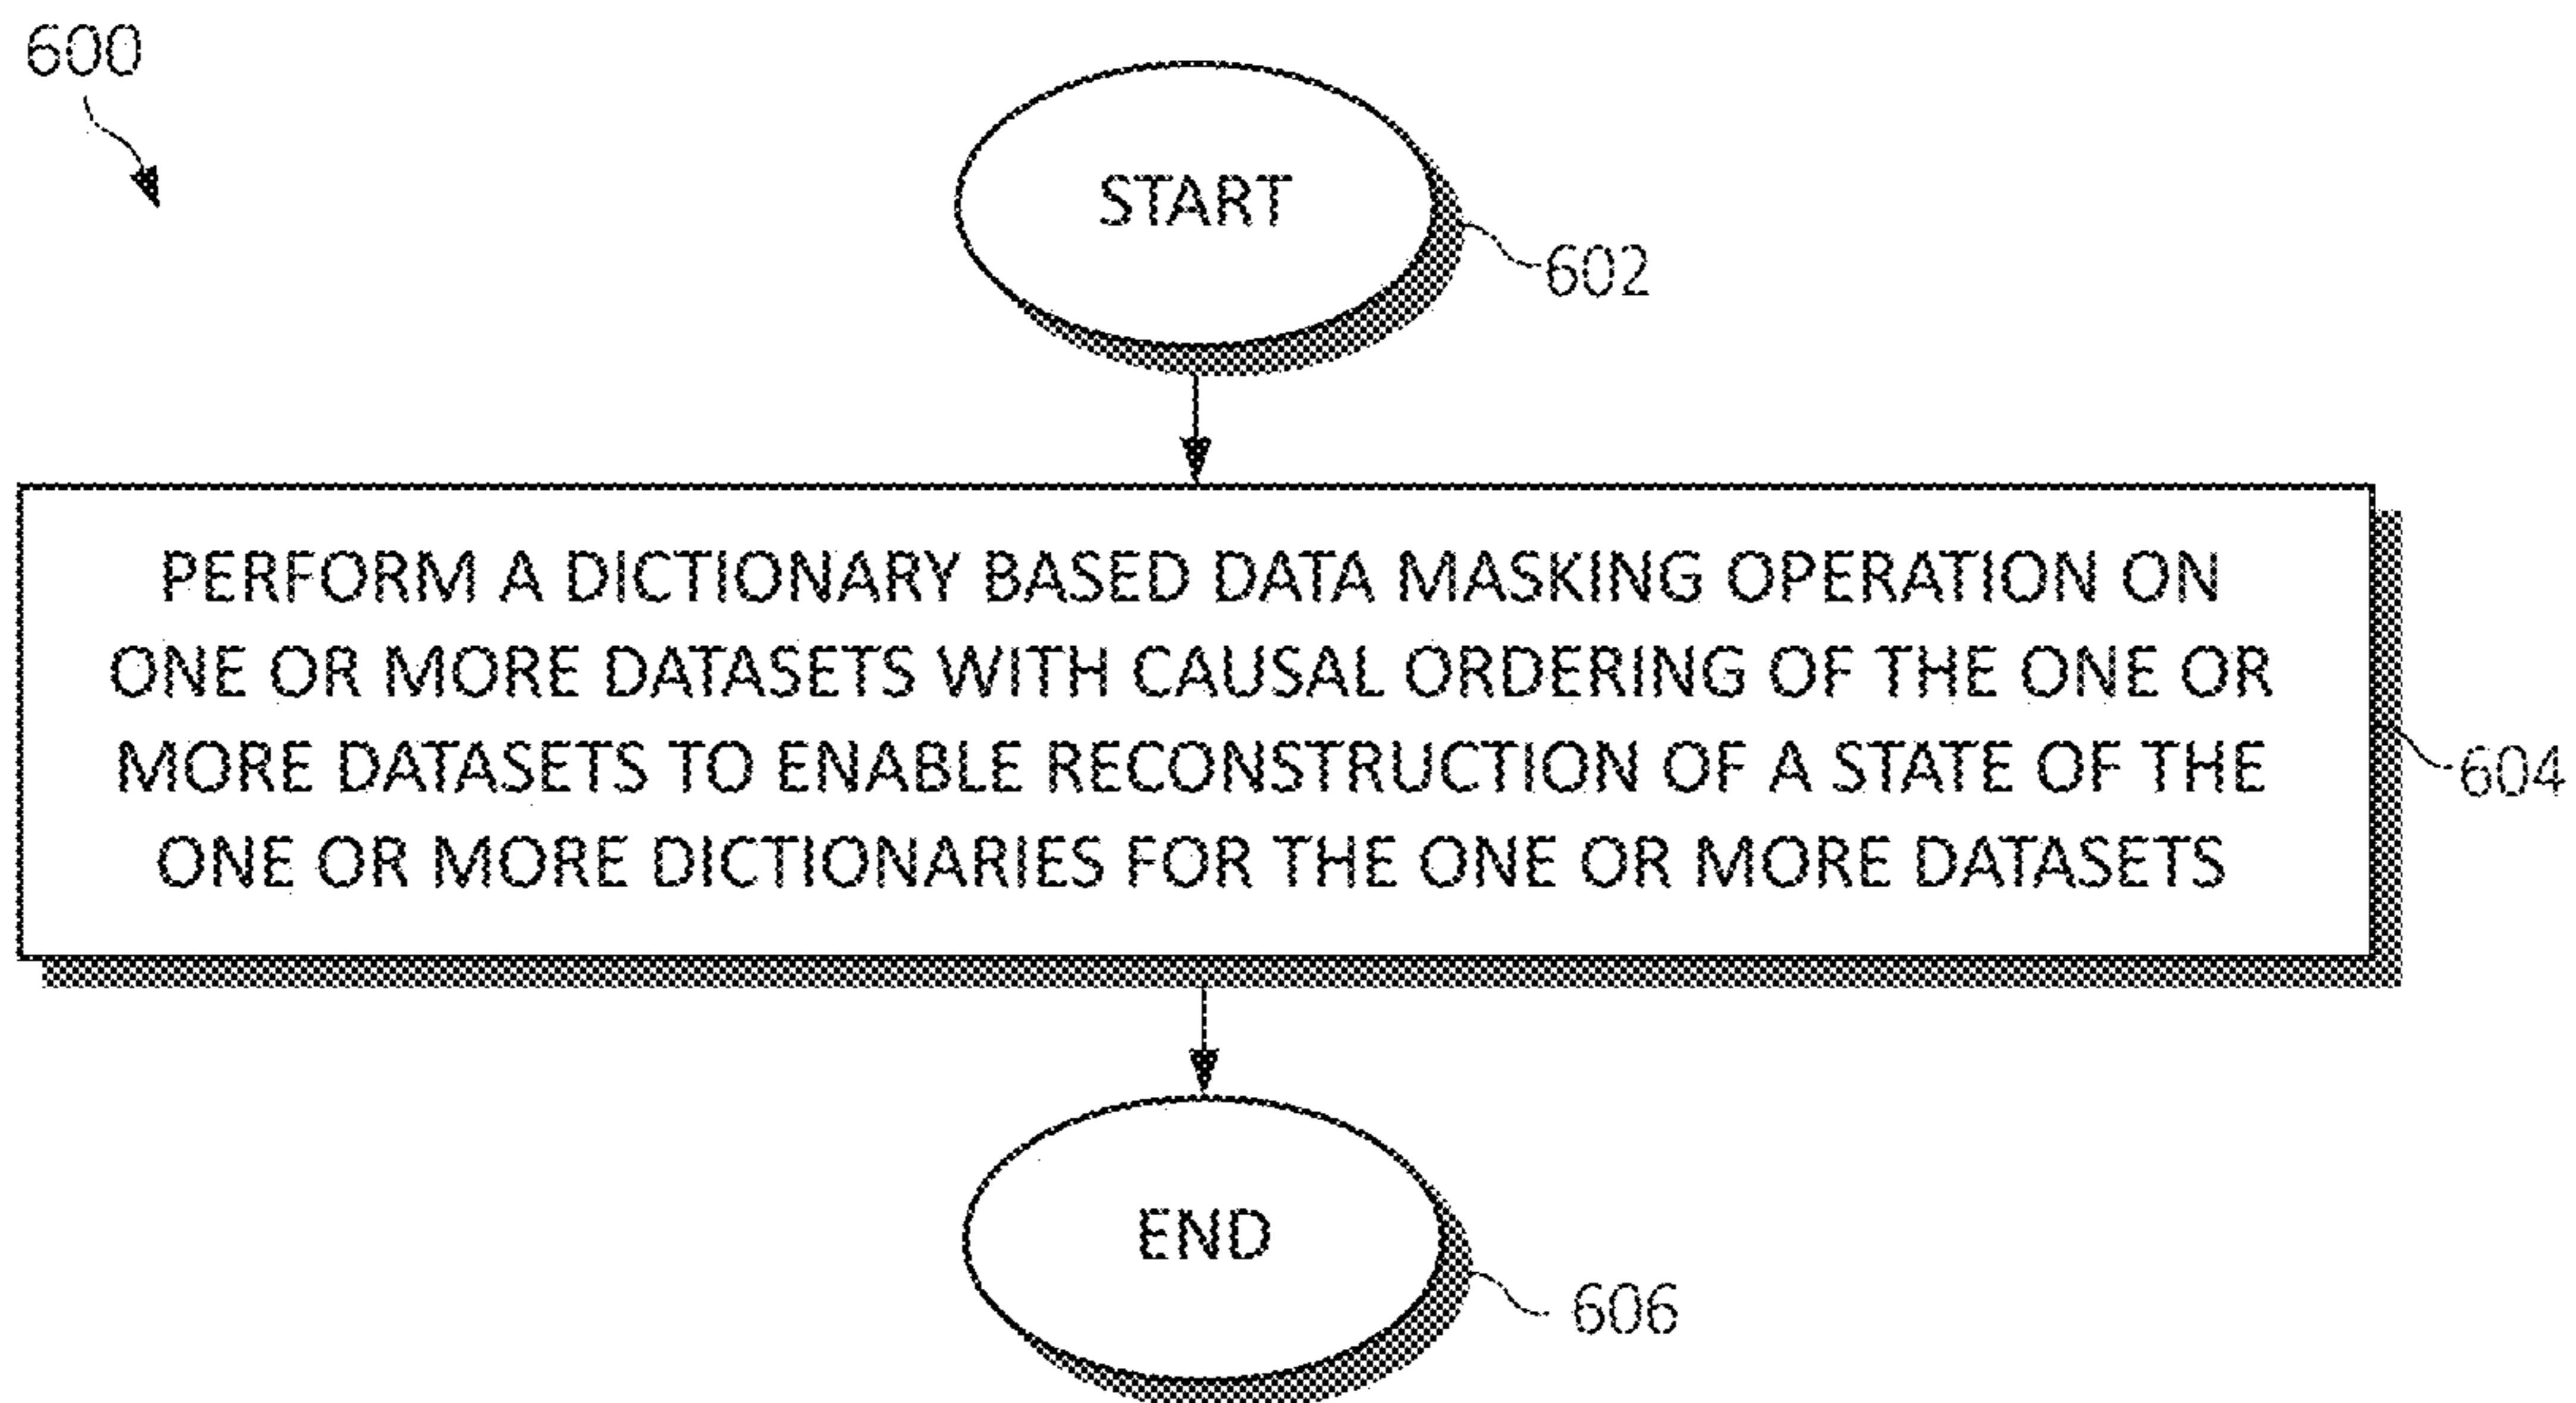 600
START
602
PERFORM A DICTIONARY BASED DATA MASKING OPERATION ON
ONE OR MORE DATASETS WITH CAUSAL ORDERING OF THE ONE OR
MORE DATASETS TO ENABLE RECONSTRUCTION OF A STATE OF THE
ONE OR MORE DICTIONARIES FOR THE ONE OR MORE DATASETS
604
END
606